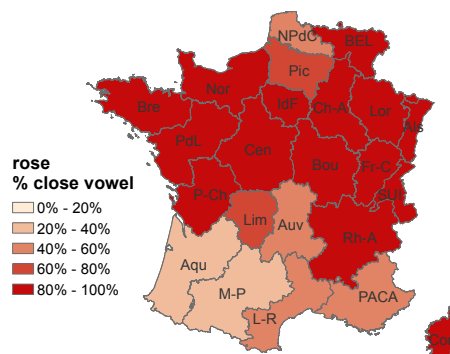 NPdC
BEL
Pic
Nor
IdF
Ch-A
Lor
Als
Bre
PdL
Cen
Bou
Fr-C
SUI
P-Ch
Lim
Auv
Rh-A
Aqu
M-P
L-R
PACA
rose
% close vowel
0% - 20%
20% - 40%
40% - 60%
60% - 80%
80% - 100%